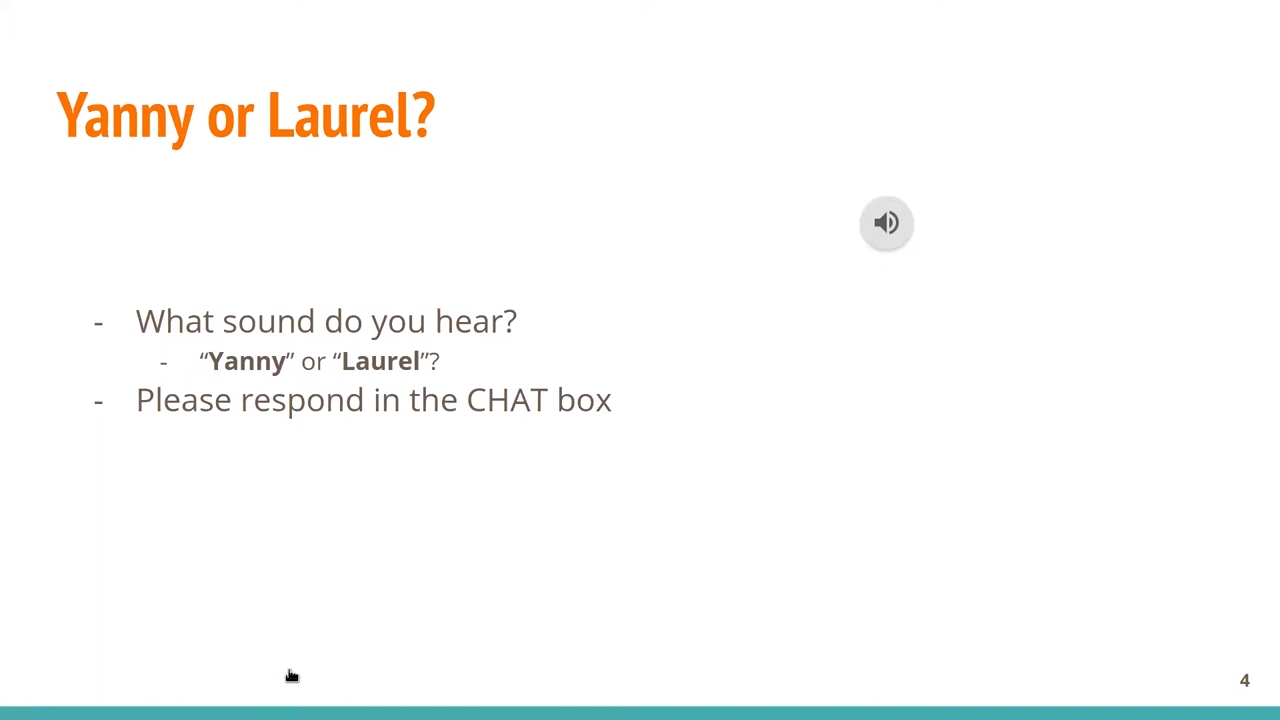 Yanny or Laurel?
- What sound do you hear?
- “Yanny” or “Laurel”?
- Please respond in the CHAT box
4